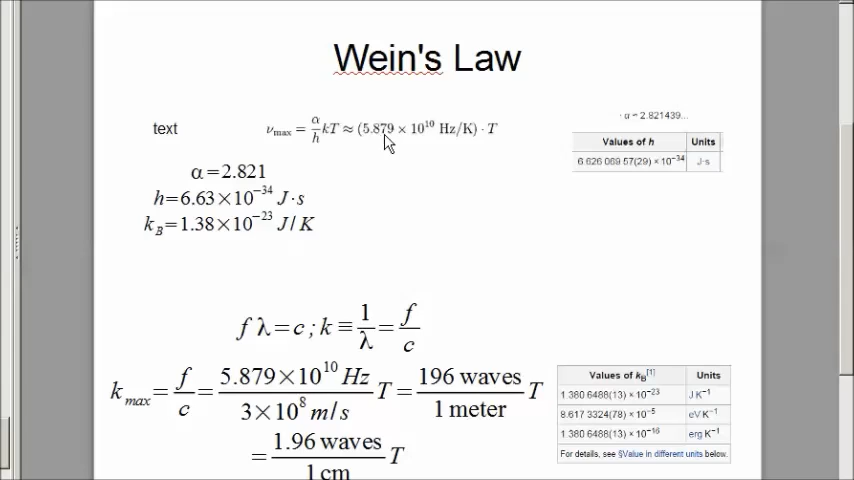 Wein's Law
text
ν_max = α/h kT ≈ (5.879 × 10^10 Hz/K) · T
· α ≈ 2.821439...
Values of h Units
6.626 069 57(29) × 10^−34 J·s
α=2.821
h=6.63×10^−34 J·s
k_B=1.38×10^−23 J/K
f λ=c ; k ≡ 1/λ = f/c
k_max = f/c = 5.879×10^10 Hz / 3×10^8 m/s T = 196 waves / 1 meter T
= 1.96 waves / 1 cm T
Values of k_B[1] Units
1.380 6488(13) × 10^−23 J K^−1
8.617 3324(78) × 10^−5 eV K^−1
1.380 6488(13) × 10^−16 erg K^−1
For details, see §Value in different units below.